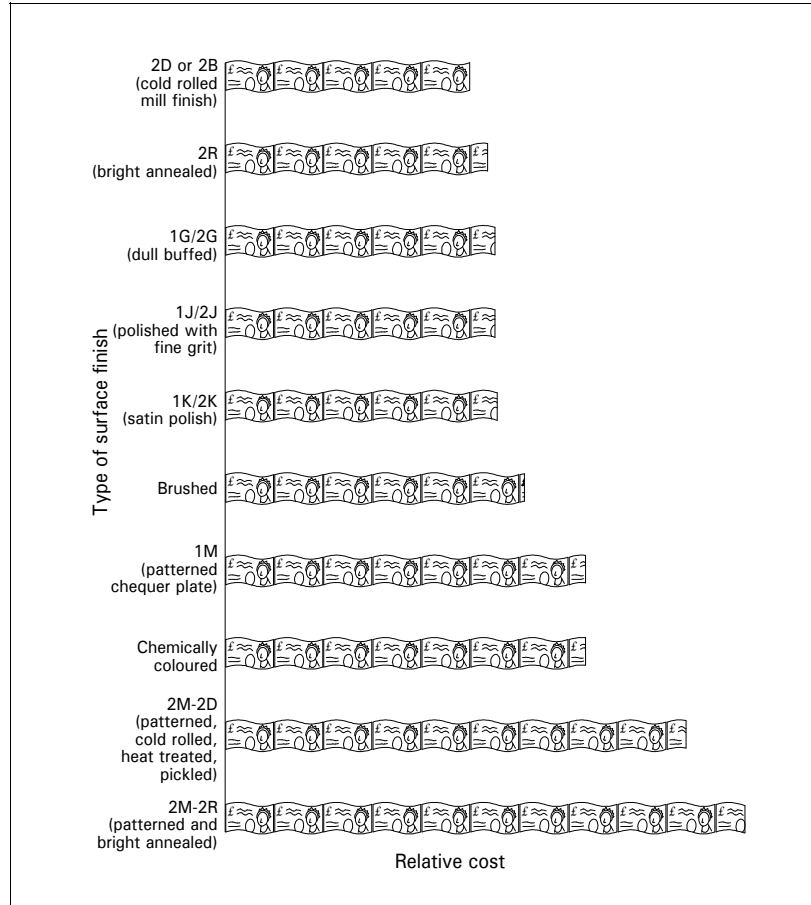 2D or 2B
(cold rolled
mill finish)
2R
(bright annealed)
1G/2G
(dull buffed)
1J/2J
(polished with
fine grit)
1K/2K
(satin polish)
Brushed
1M
(patterned
chequer plate)
Chemically
coloured
2M-2D
(patterned,
cold rolled,
heat treated,
pickled)
2M-2R
(patterned and
bright annealed)
Type of surface finish
Relative cost